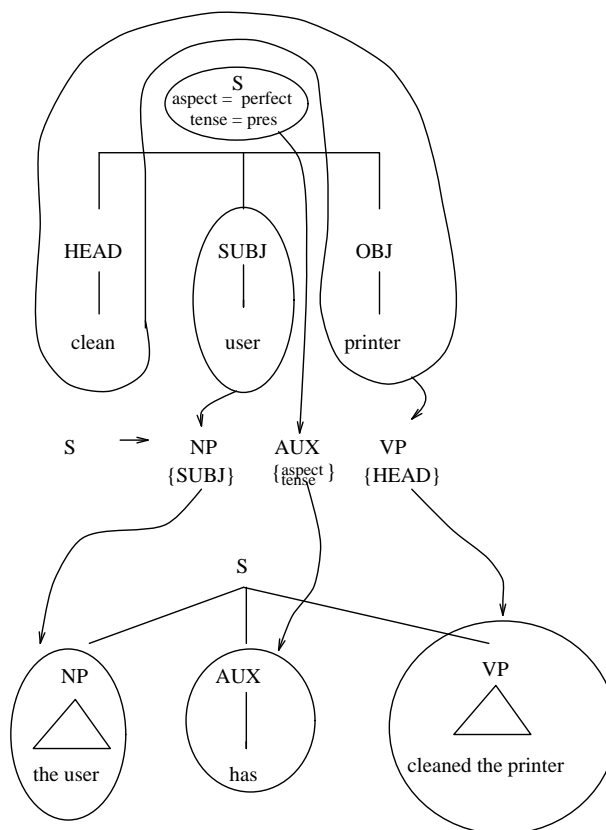 S
aspect = perfect
tense = pres
HEAD SUBJ OBJ
clean user printer
S NP AUX VP
{SUBJ} {aspect tense} {HEAD}
S
NP AUX VP
the user has cleaned the printer